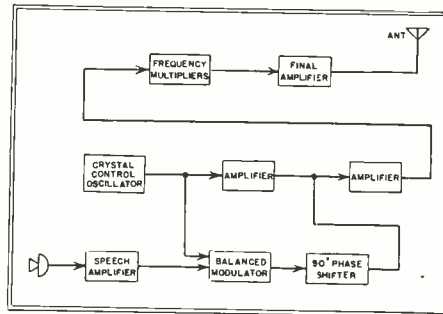 ANT
FREQUENCY
MULTIPLIERS
FINAL
AMPLIFIER
CRYSTAL
CONTROL
OSCILLATOR
AMPLIFIER
AMPLIFIER
SPEECH
AMPLIFIER
BALANCED
MODULATOR
90° PHASE
SHIFTER